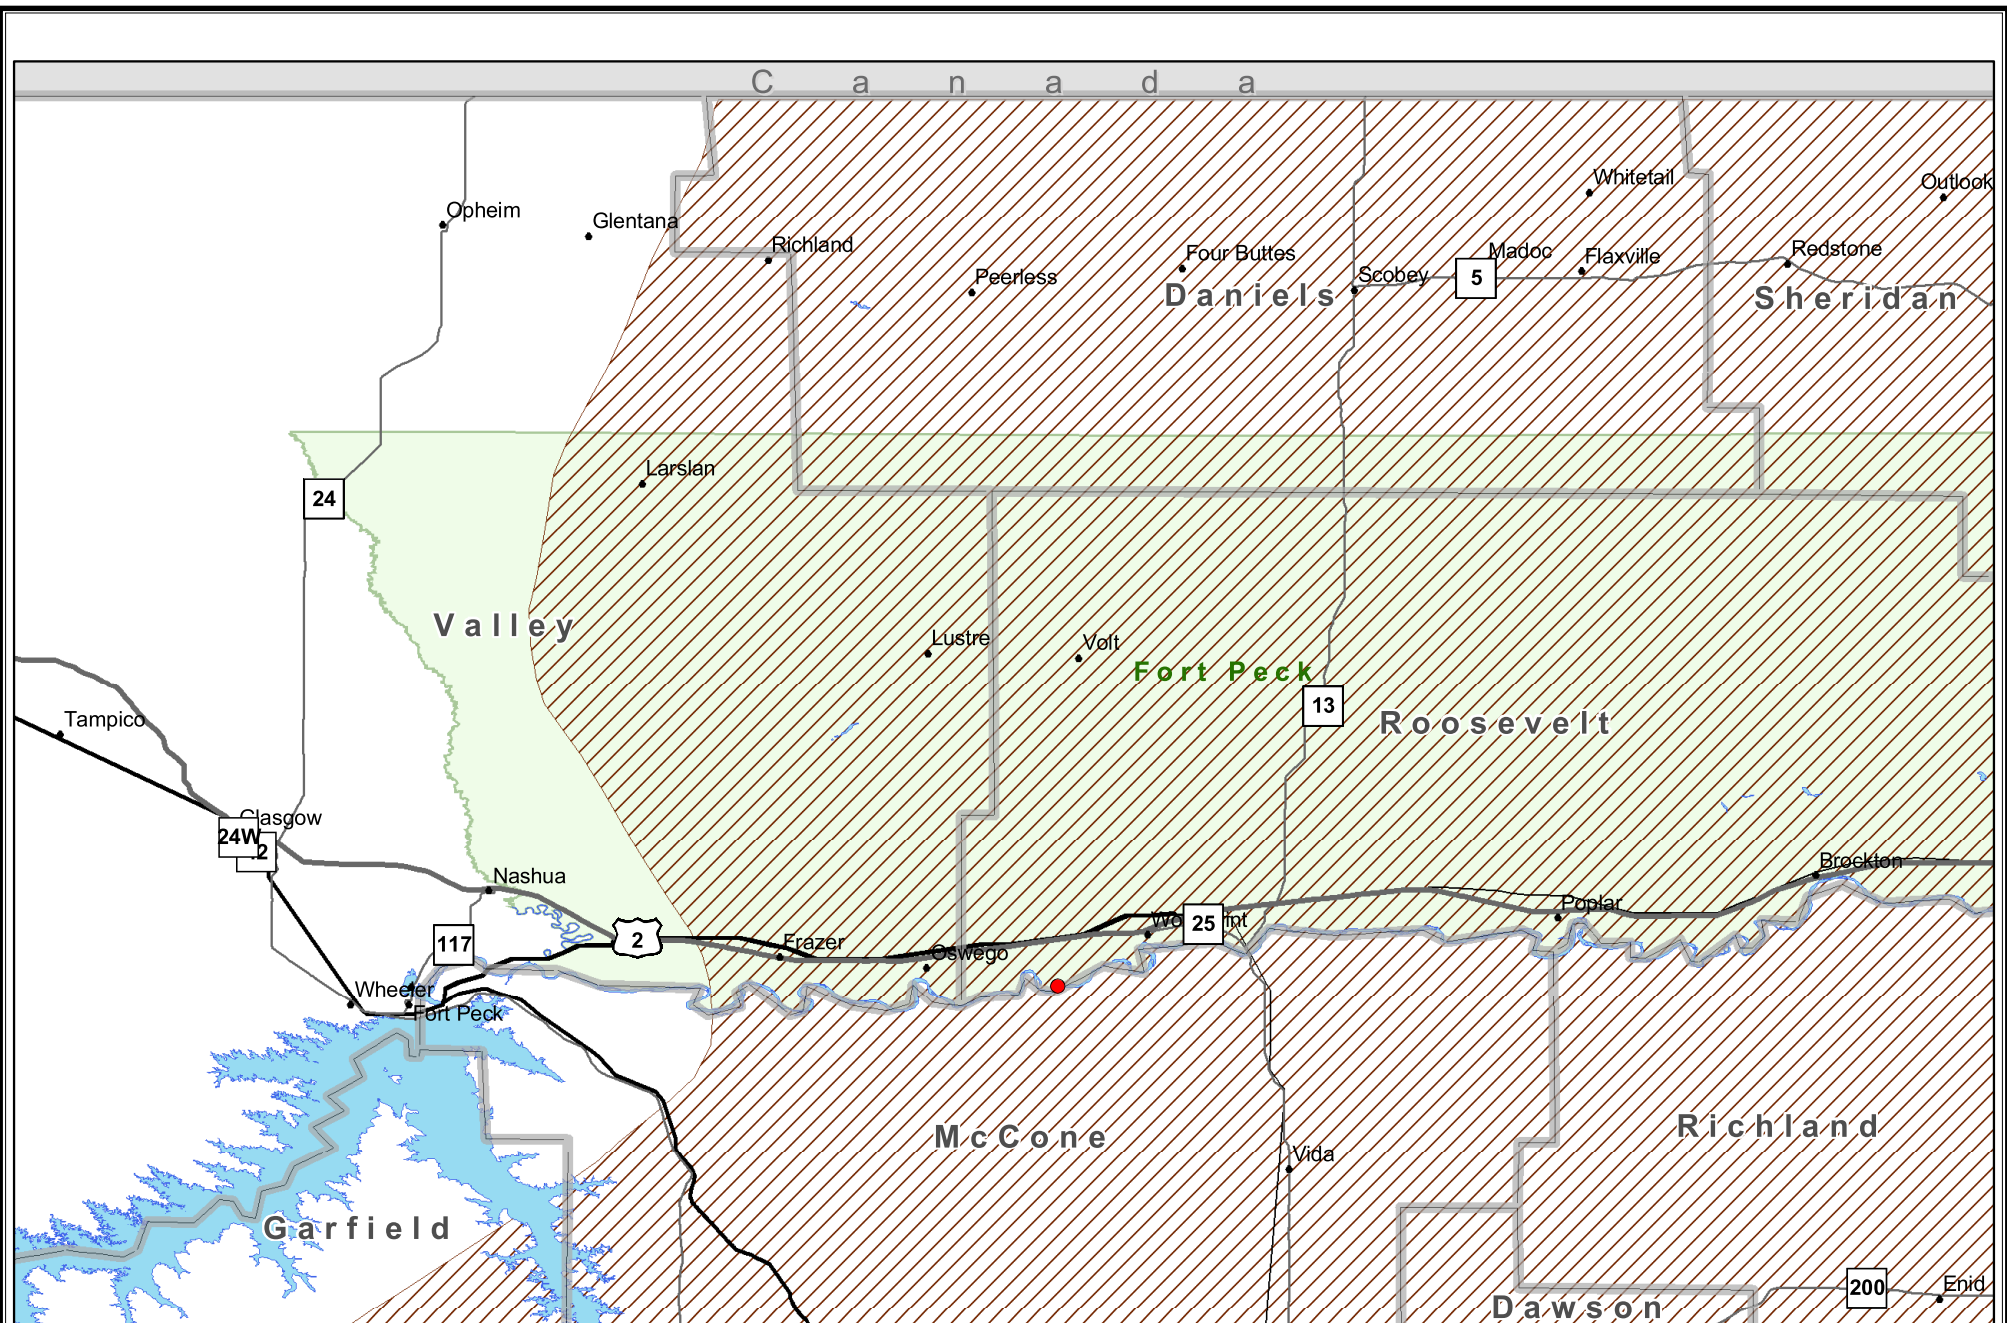 C a n a d a
Whitetail
Outlook
Opheim
Glentana
Richland
Four Buttes
Madoc
Flaxville
Redstone
Peerless
Scobey
5
Daniels
Sheridan
Larslan
24
Valley
Lustre
Volt
Fort Peck
13
Roosevelt
Tampico
Glasgow
24W
Nashua
Brockton
Poplar
25
117
2
Frazer
Oswego
Wheeler
Fort Peck
McCone
Richland
Vida
Garfield
200
Enid
Dawson